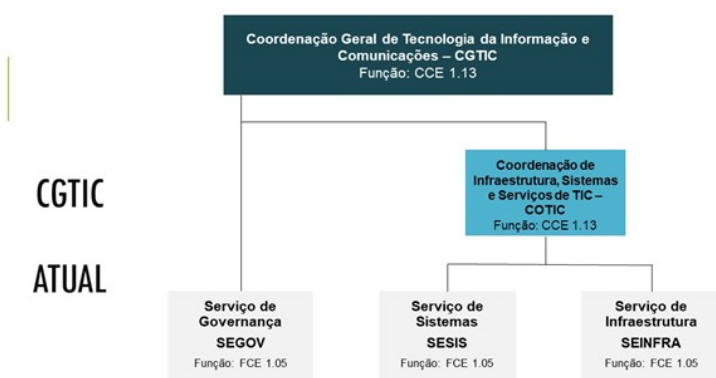 Coordenação Geral de Tecnologia da Informação e
Comunicações – CGTIC
Função: CCE 1.13
Coordenação de
Infraestrutura, Sistemas
e Serviços de TIC –
COTIC
Função: CCE 1.13
CGTIC
ATUAL
Serviço de
Governança
SEGOV
Função: FCE 1.05
Serviço de
Sistemas
SESIS
Função: FCE 1.05
Serviço de
Infraestrutura
SEINFRA
Função: FCE 1.05